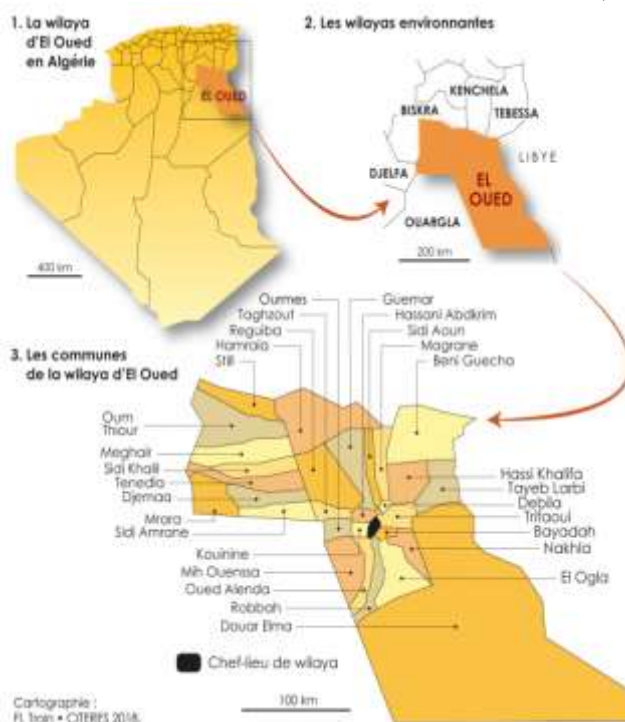 1. La wilaya
d'El Oued
en Algérie
EL OUED
400 km
2. Les wilayas environnantes
KENCHELA
BISKRA
TEBESSA
LIBYE
DJELFA
EL
OUED
OUARGLA
200 km
3. Les communes
de la wilaya d'El Oued
Ourmes
Taghzout
Reguiba
Hamraia
Still
Guemar
Hassani Abdkrim
Sidi Aoun
Magrane
Beni Guecha
Oum
Thiour
Meghair
Sidi Khalil
Tenedla
Djemaa
Mrara
Sidi Amrane
Hassi Khalifa
Tayeb Larbi
Debila
Trifaoui
Bayadah
Nakhla
El Ogla
Kouinine
Mih Ouenssa
Oued Alenda
Robbah
Douar Elma
Chef-lieu de wilaya
100 km
Cartographie :
Fl. Troin • CITERES 2018.